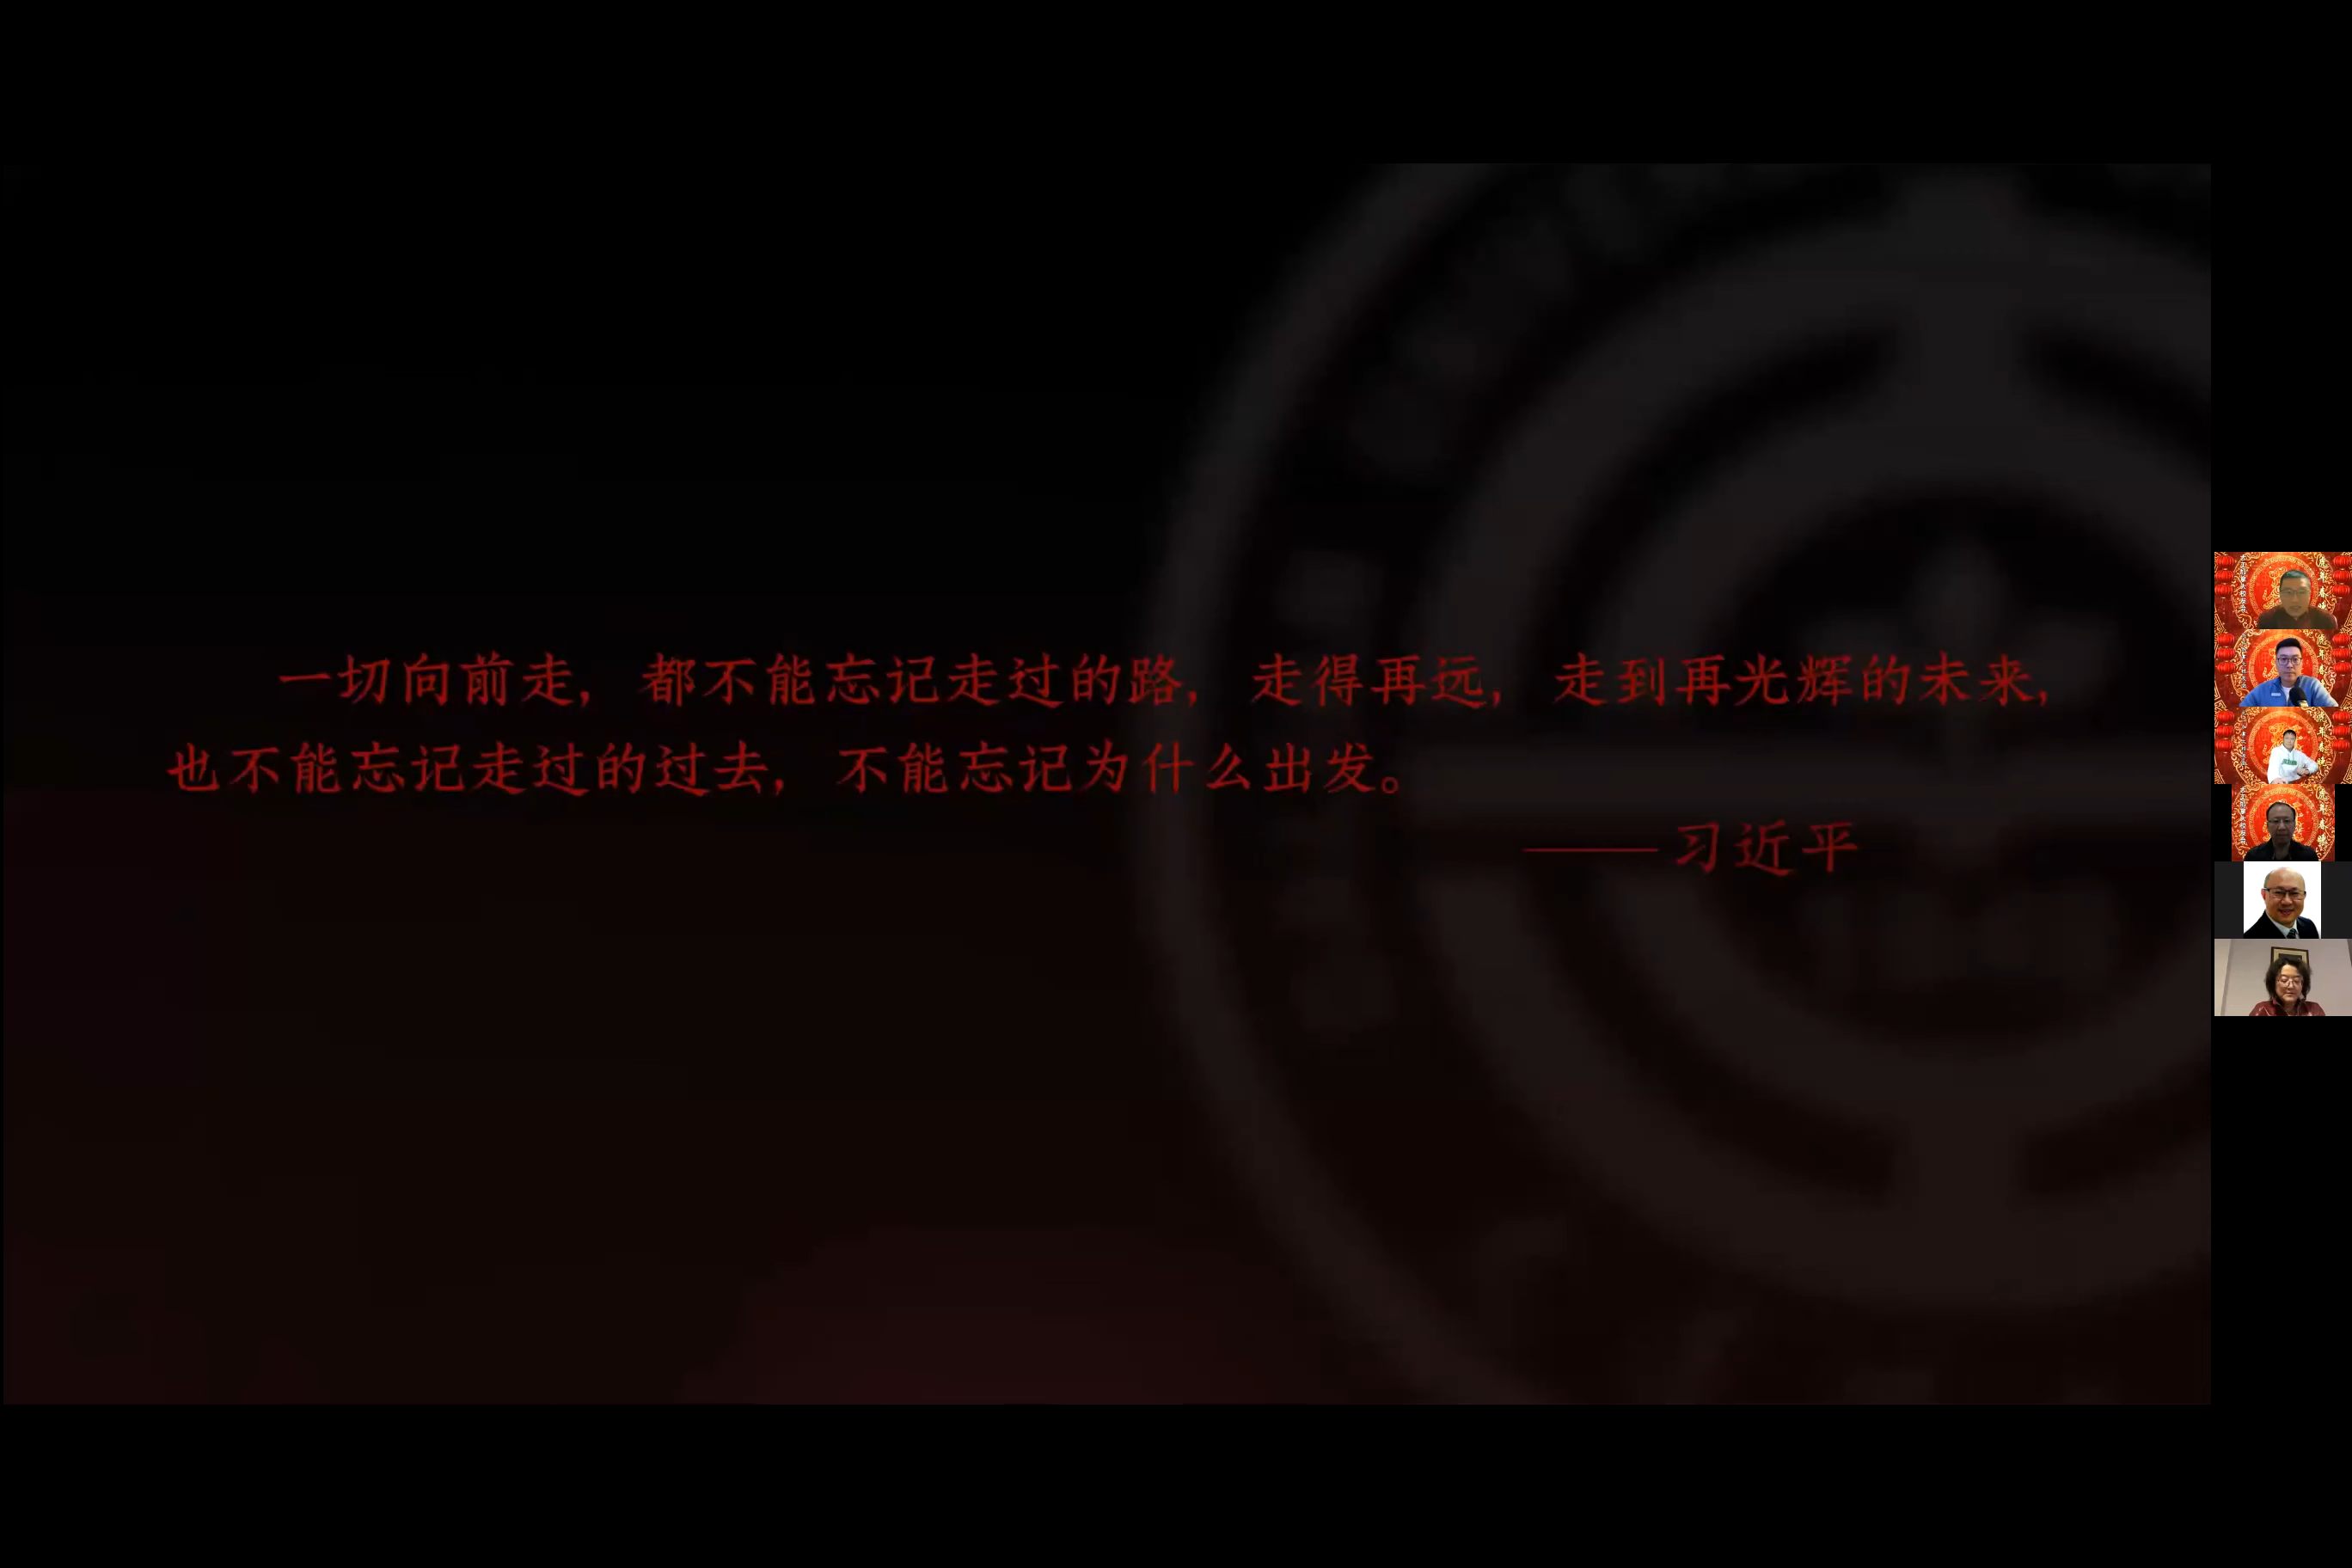 一切向前走，都不能忘记走过的路，走得再远，走到再光辉的未来，
也不能忘记走过的过去，不能忘记为什么出发。
——习近平